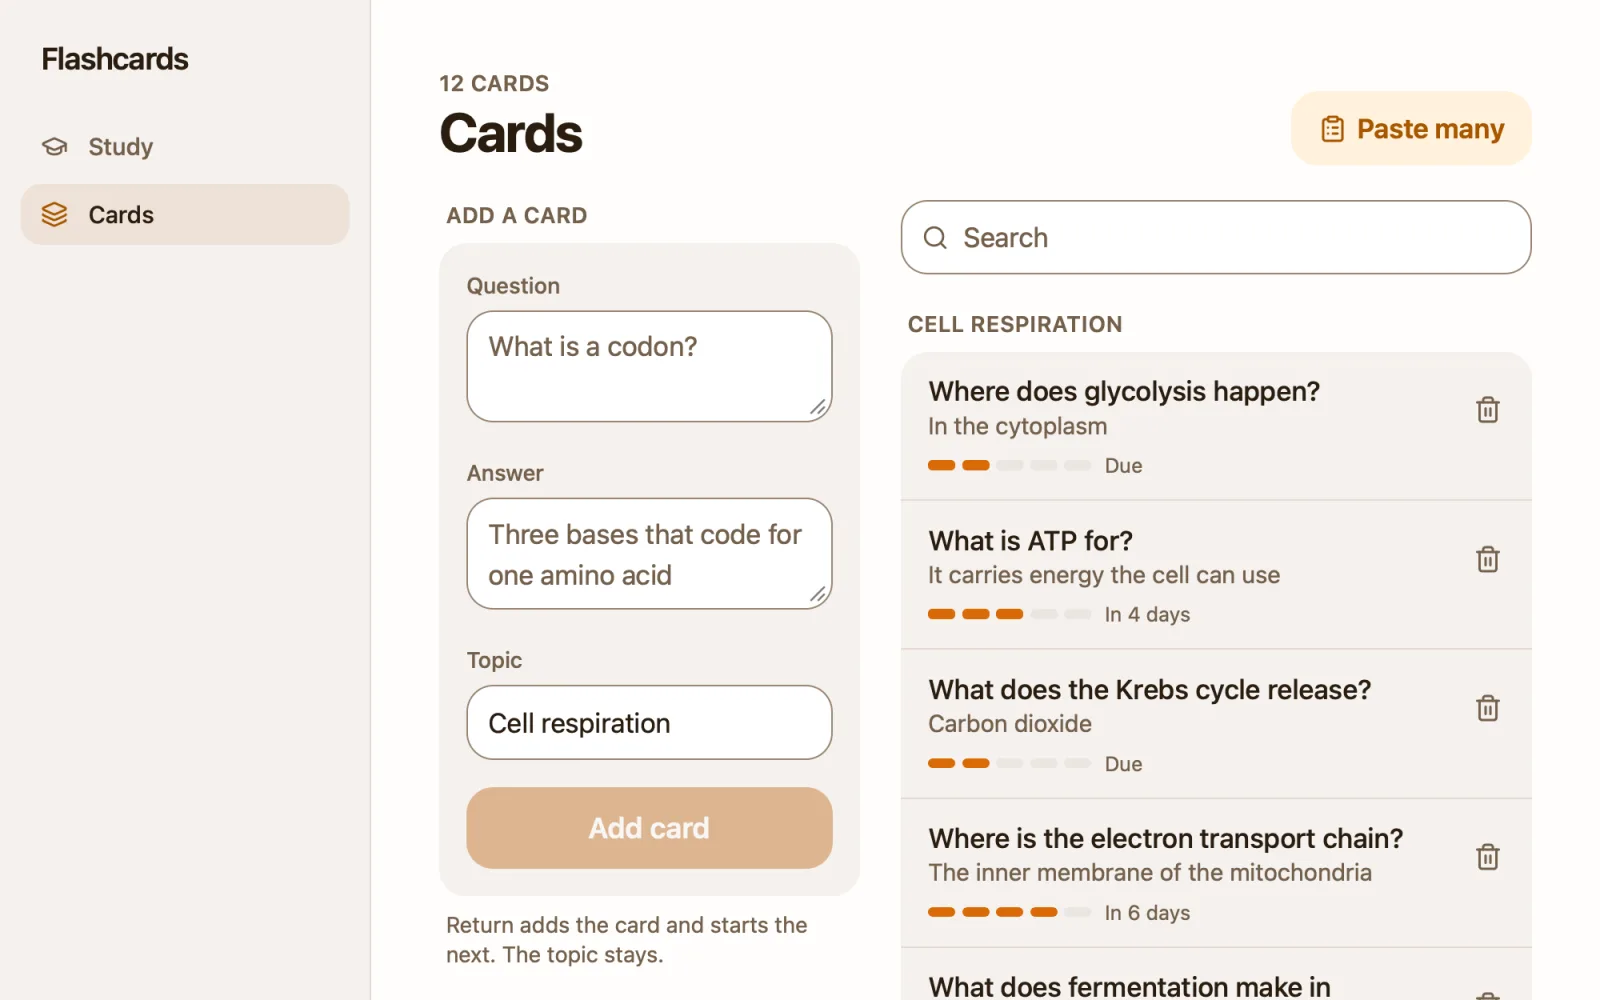 Flashcards
Study
Cards
12 CARDS
Cards
Paste many
ADD A CARD
Question
What is a codon?
Answer
Three bases that code for
one amino acid
Topic
Cell respiration
Add card
Return adds the card and starts the
next. The topic stays.
Search
CELL RESPIRATION
Where does glycolysis happen?
In the cytoplasm
Due
What is ATP for?
It carries energy the cell can use
In 4 days
What does the Krebs cycle release?
Carbon dioxide
Due
Where is the electron transport chain?
The inner membrane of the mitochondria
In 6 days
What does fermentation make in